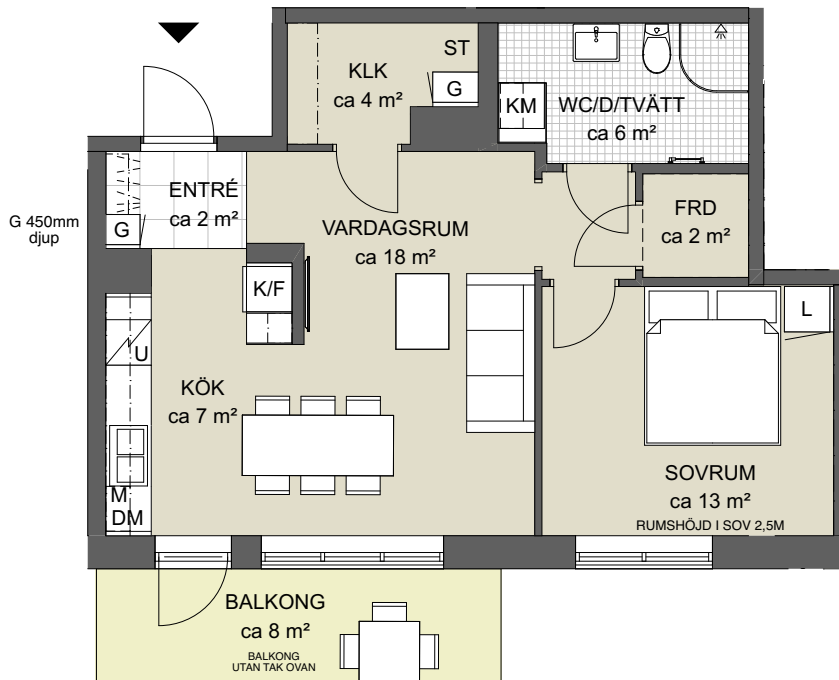 ST
KLK
ca 4 m²
G
KM
WC/D/TVÄTT
ca 6 m²
ENTRÉ
ca 2 m²
G
G 450mm
djup
VARDAGSRUM
ca 18 m²
FRD
ca 2 m²
K/F
L
U
KÖK
ca 7 m²
M
DM
SOVRUM
ca 13 m²
RUMSHÖJD I SOV 2,5M
BALKONG
ca 8 m²
BALKONG
UTAN TAK OVAN